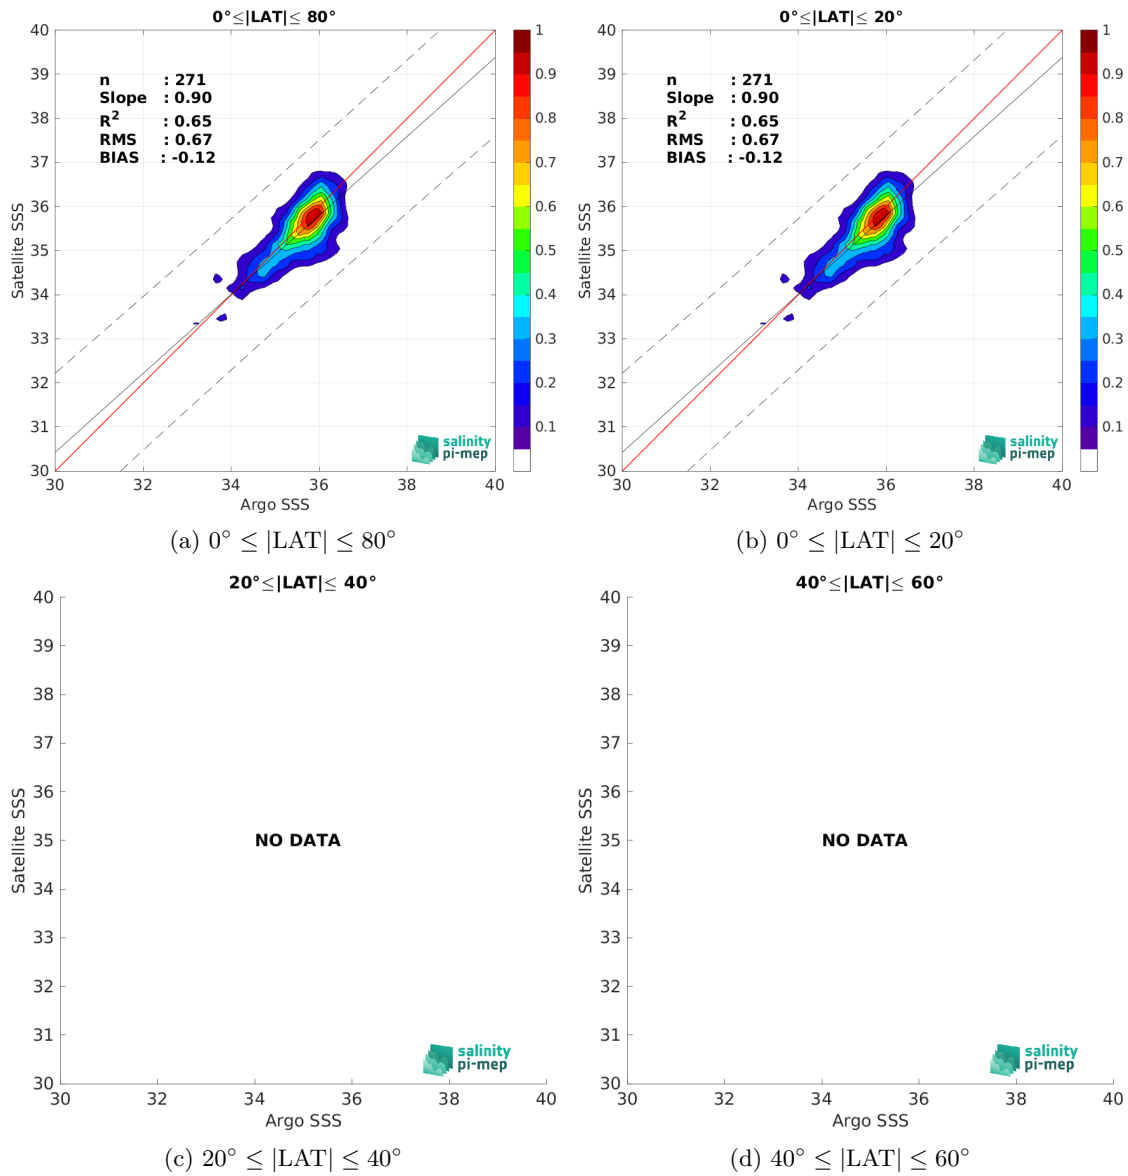 0°≤|LAT|≤ 80°
40
39
38
37
36
35
34
33
32
31
30
Satellite SSS
n : 271
Slope : 0.90
R² : 0.65
RMS : 0.67
BIAS : -0.12
1
0.9
0.8
0.7
0.6
0.5
0.4
0.3
0.2
0.1
salinity
pi-mep
30 32 34 36 38 40
Argo SSS
(a) 0° ≤ |LAT| ≤ 80°
0°≤|LAT|≤ 20°
40
39
38
37
36
35
34
33
32
31
30
Satellite SSS
n : 271
Slope : 0.90
R² : 0.65
RMS : 0.67
BIAS : -0.12
1
0.9
0.8
0.7
0.6
0.5
0.4
0.3
0.2
0.1
salinity
pi-mep
30 32 34 36 38 40
Argo SSS
(b) 0° ≤ |LAT| ≤ 20°
20°≤|LAT|≤ 40°
40
39
38
37
36
35
34
33
32
31
30
Satellite SSS
NO DATA
salinity
pi-mep
30 32 34 36 38 40
Argo SSS
(c) 20° ≤ |LAT| ≤ 40°
40°≤|LAT|≤ 60°
40
39
38
37
36
35
34
33
32
31
30
Satellite SSS
NO DATA
salinity
pi-mep
30 32 34 36 38 40
Argo SSS
(d) 40° ≤ |LAT| ≤ 60°